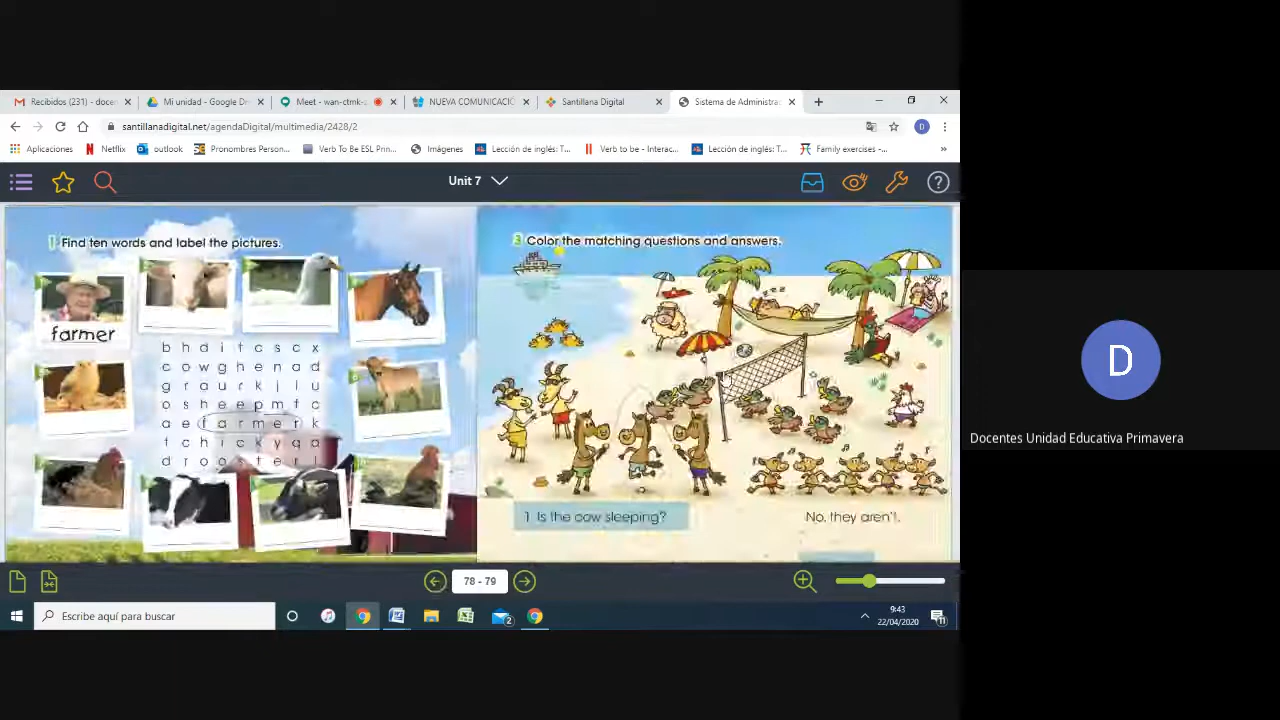 Recibidos (231) - docen
Mi unidad - Google Dr
Meet - wan-ctmk-
NUEVA COMUNICACIÓ
Santillana Digital
Sistema de Administra
santillanadigital.net/agendaDigital/multimedia/2428/2
Aplicaciones
Netflix
outlook
Pronombres Person...
Verb To Be ESL Prin...
Imágenes
Lección de inglés: T...
Verb to be - Interac...
Lección de inglés: T...
Family exercises -...
Unit 7
1 Find ten words and label the pictures.
farmer
b h d i t c s c x
c o w g h e n a d
g r a u r k j l u
o s h e e p m f c
a e f a r m e r k
t c h i c k y q a
d r o o s t e r l
3 Color the matching questions and answers.
1 Is the cow sleeping?
No, they aren't.
78 - 79
Escribe aquí para buscar
2
9:43
22/04/2020
D
D
Docentes Unidad Educativa Primavera